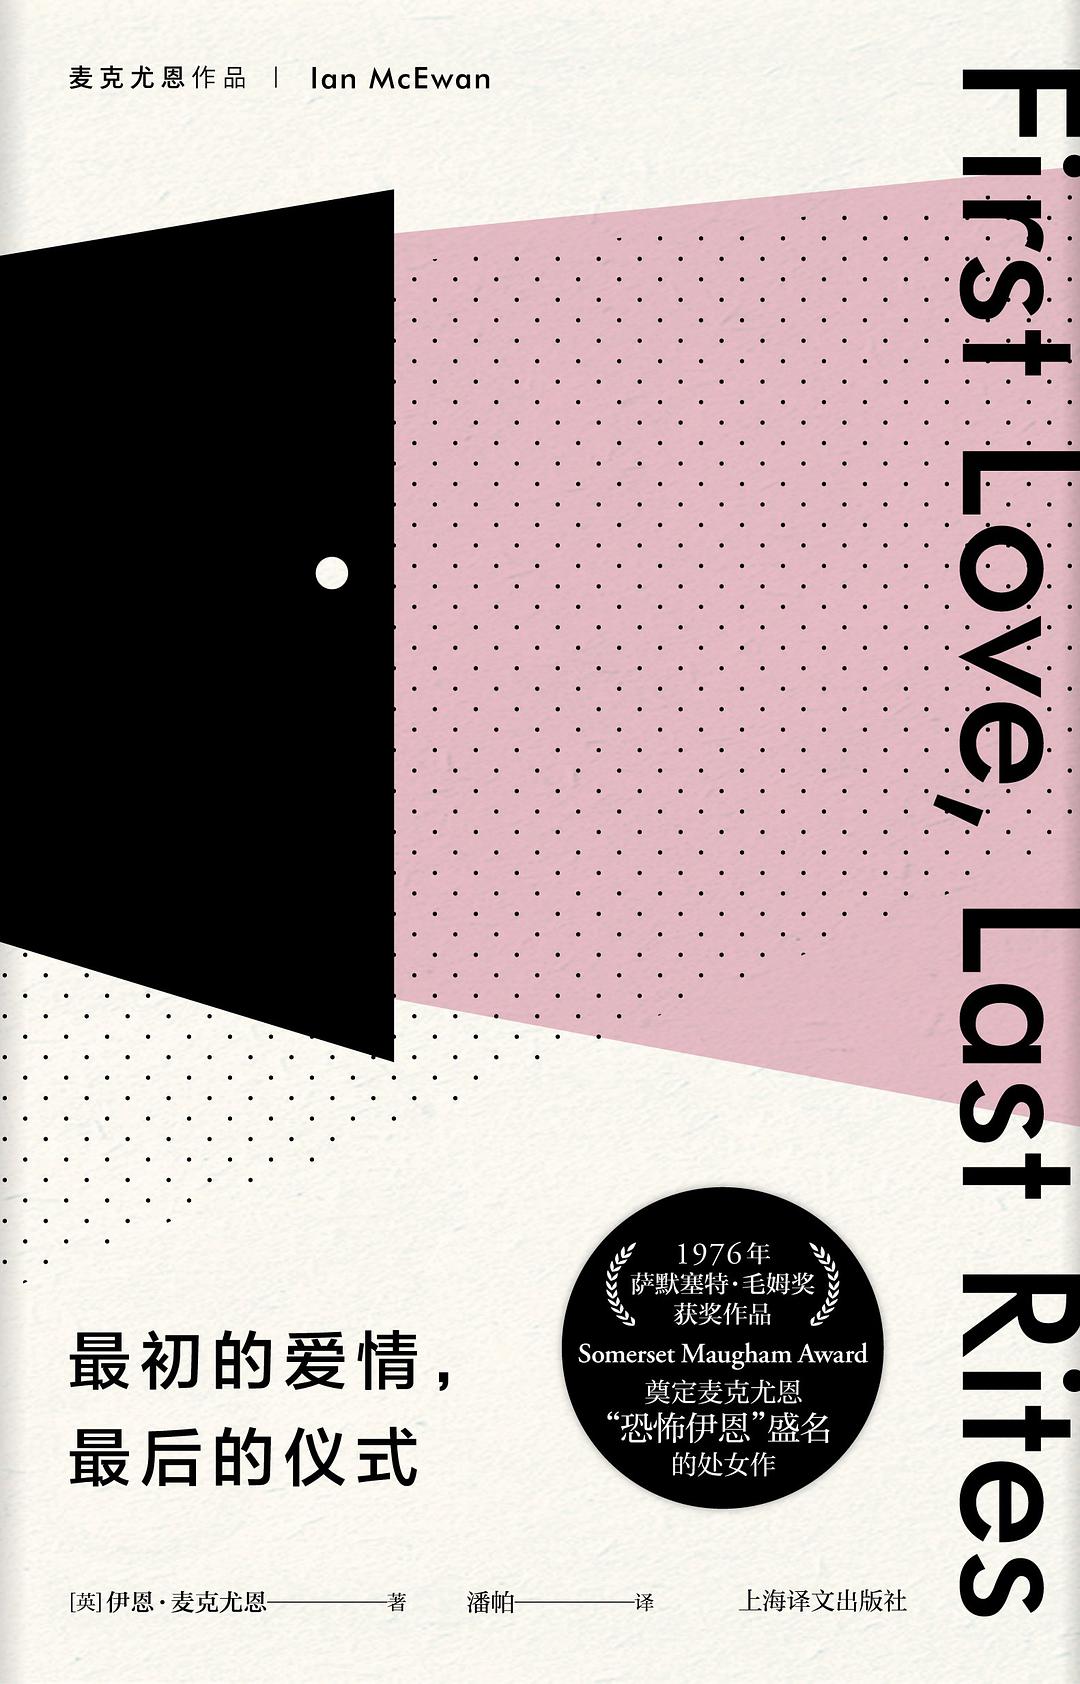 麦克尤恩作品 | Ian McEwan
First Love, Last Rites
1976年
萨默塞特·毛姆奖
获奖作品
Somerset Maugham Award
奠定麦克尤恩
“恐怖伊恩”盛名
的处女作
最初的爱情，
最后的仪式
[英]伊恩·麦克尤恩——著 潘帕——译 上海译文出版社